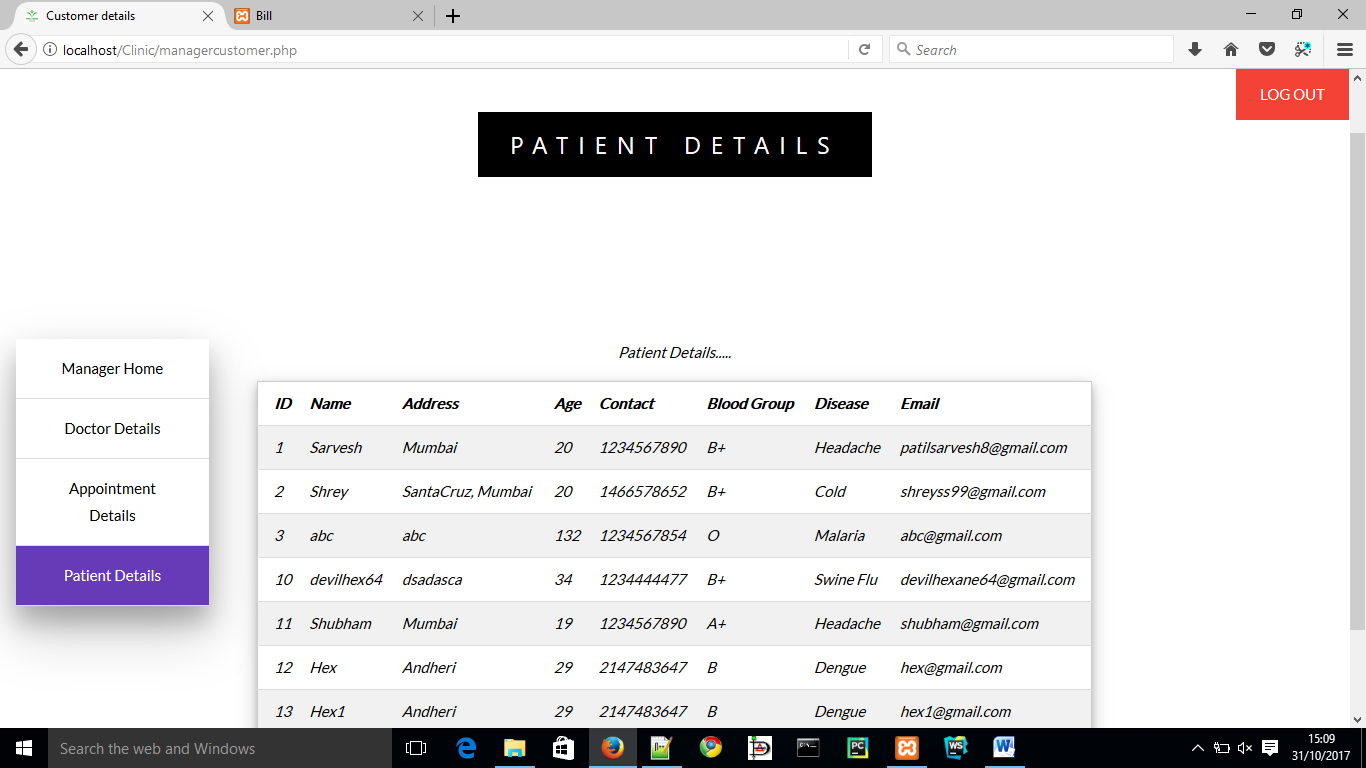 Customer details
Bill
localhost/Clinic/managercustomer.php
Search
LOG OUT
PATIENT DETAILS
Manager Home
Doctor Details
Appointment
Details
Patient Details
Patient Details.....
ID Name Address Age Contact Blood Group Disease Email
1 Sarvesh Mumbai 20 1234567890 B+ Headache patilsarvesh8@gmail.com
2 Shrey SantaCruz, Mumbai 20 1466578652 B+ Cold shreyss99@gmail.com
3 abc abc 132 1234567854 O Malaria abc@gmail.com
10 devilhex64 dsadasca 34 1234444477 B+ Swine Flu devilhexane64@gmail.com
11 Shubham Mumbai 19 1234567890 A+ Headache shubham@gmail.com
12 Hex Andheri 29 2147483647 B Dengue hex@gmail.com
13 Hex1 Andheri 29 2147483647 B Dengue hex1@gmail.com
Search the web and Windows
PC
WS
15:09
31/10/2017